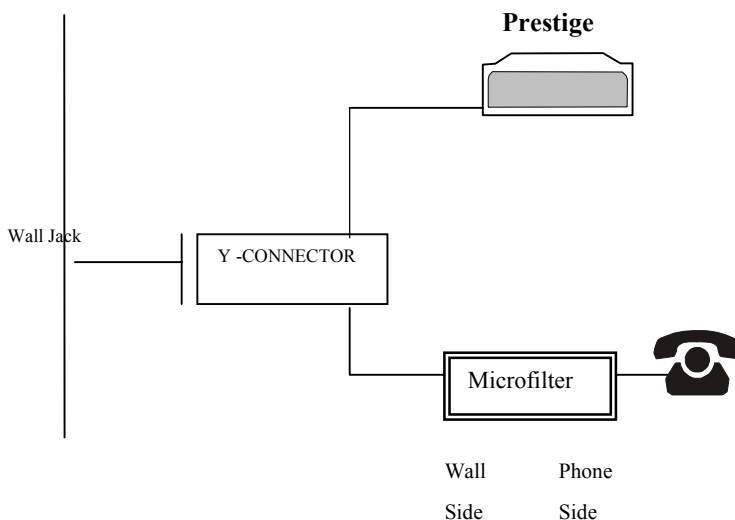 Prestige
Wall Jack
Y -CONNECTOR
Microfilter
Wall Phone
Side Side